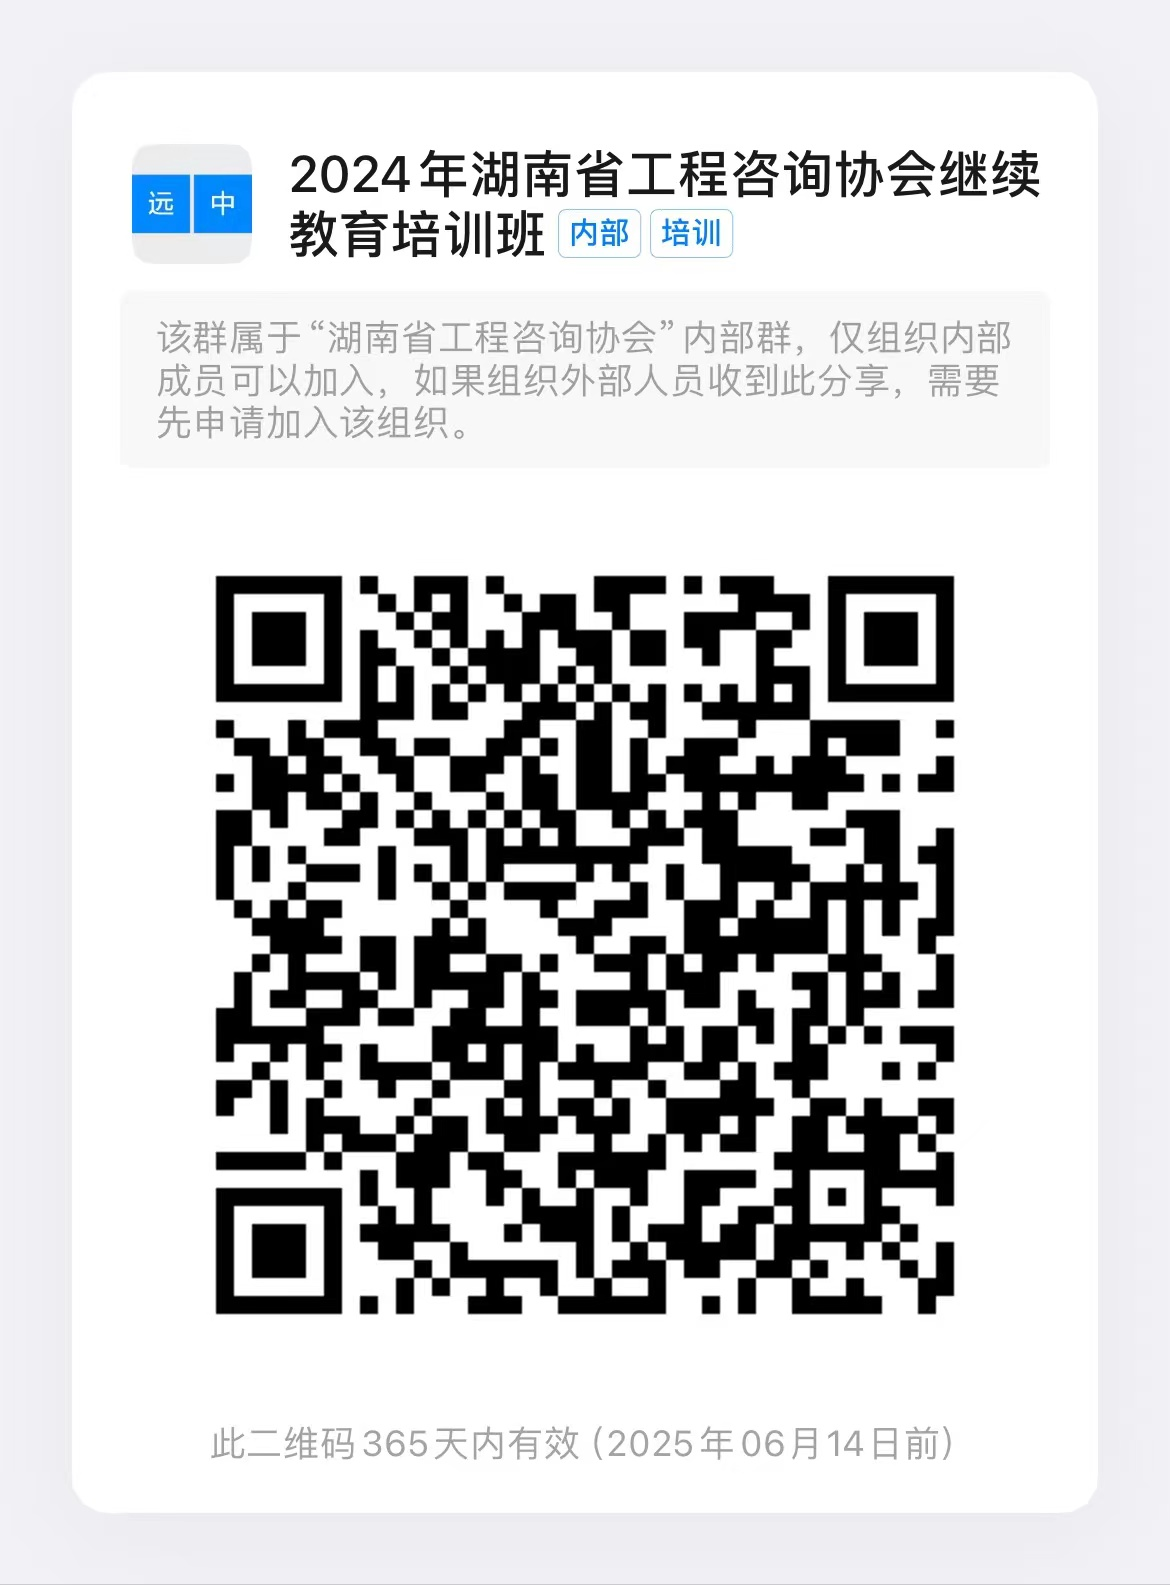 远 中
2024年湖南省工程咨询协会继续
教育培训班 内部 培训
该群属于“湖南省工程咨询协会”内部群，仅组织内部
成员可以加入，如果组织外部人员收到此分享，需要
先申请加入该组织。
此二维码365天内有效（2025年06月14日前）